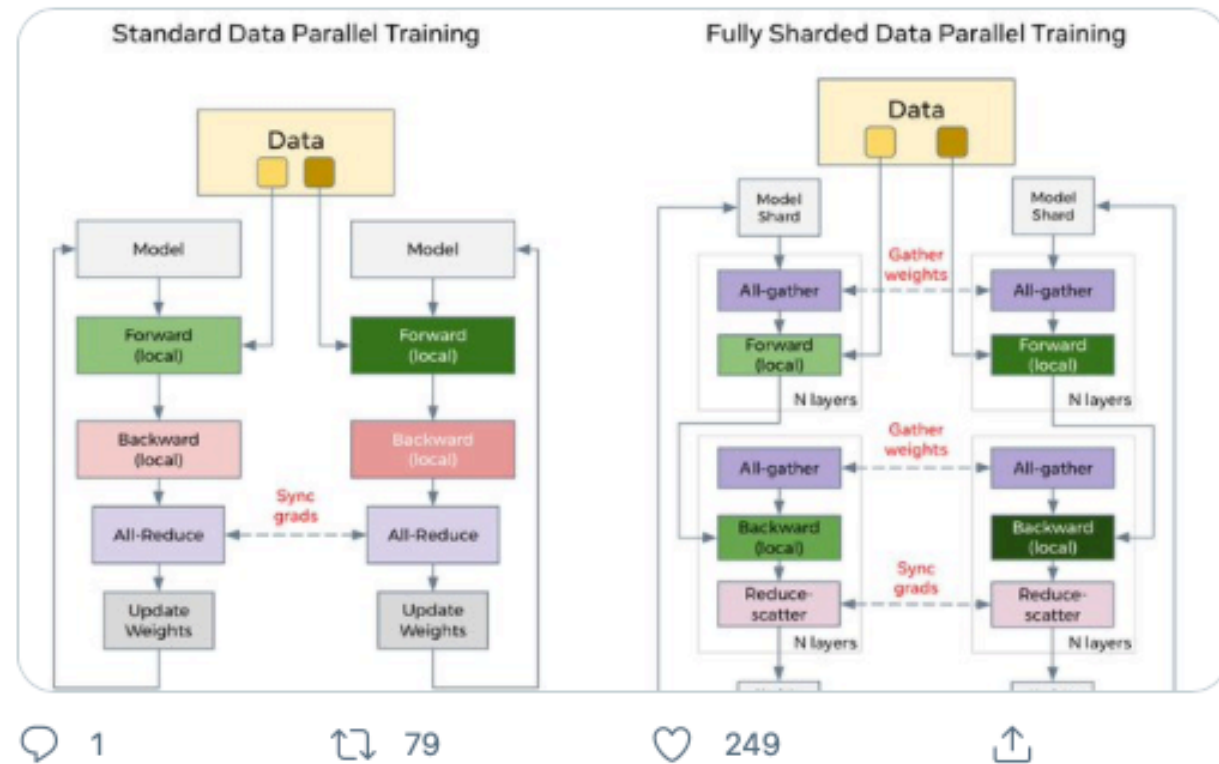 Standard Data Parallel Training
Data
Model
Model
Forward
(local)
Forward
(local)
Backward
(local)
Backward
(local)
Sync
grads
All-Reduce
All-Reduce
Update
Weights
Update
Weights
Fully Sharded Data Parallel Training
Data
Model
Shard
Model
Shard
Gather
weights
All-gather
All-gather
Forward
(local)
Forward
(local)
N layers
N layers
Gather
weights
All-gather
All-gather
Backward
(local)
Backward
(local)
Sync
grads
Reduce-
scatter
Reduce-
scatter
N layers
N layers
1
79
249